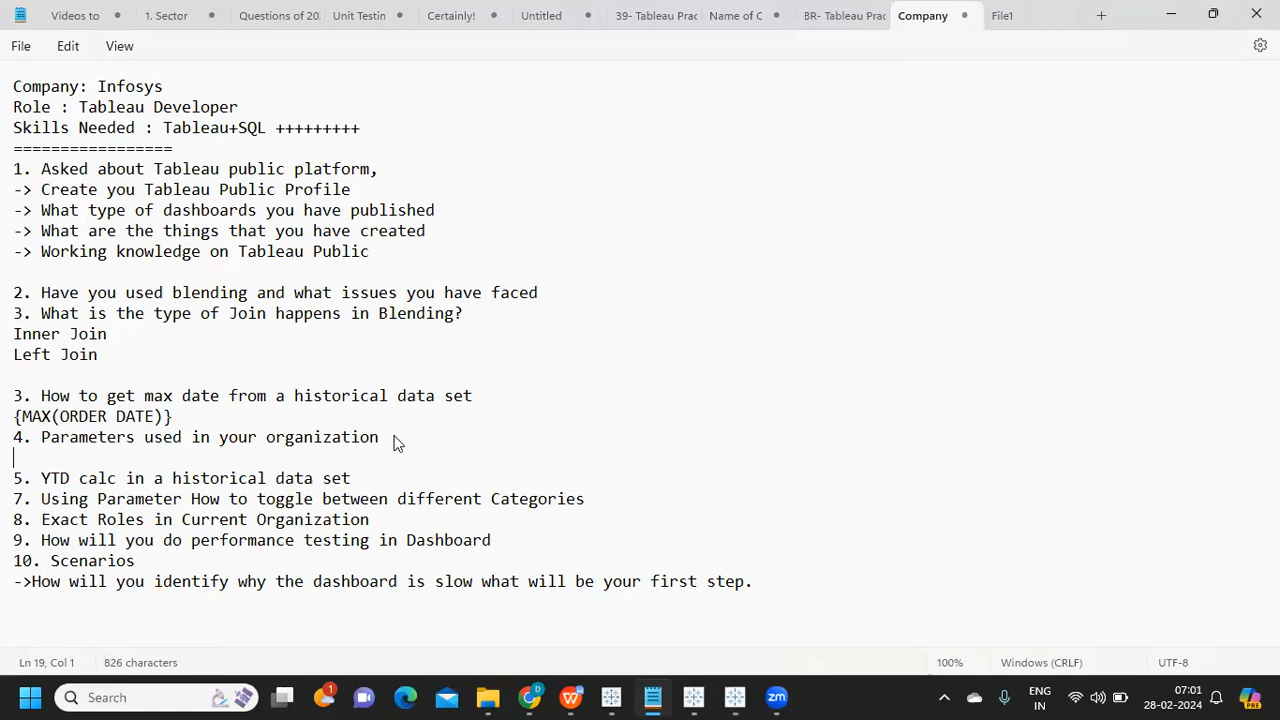 Videos to
1. Sector
Questions of 202
Unit Testin
Certainly!
Untitled
39- Tableau Prac
Name of C
BR- Tableau Prac
Company
File1
File
Edit
View
Company: Infosys
Role : Tableau Developer
Skills Needed : Tableau+SQL +++++++++
=================
1. Asked about Tableau public platform,
-> Create you Tableau Public Profile
-> What type of dashboards you have published
-> What are the things that you have created
-> Working knowledge on Tableau Public
2. Have you used blending and what issues you have faced
3. What is the type of Join happens in Blending?
Inner Join
Left Join
3. How to get max date from a historical data set
{MAX(ORDER DATE)}
4. Parameters used in your organization
5. YTD calc in a historical data set
7. Using Parameter How to toggle between different Categories
8. Exact Roles in Current Organization
9. How will you do performance testing in Dashboard
10. Scenarios
->How will you identify why the dashboard is slow what will be your first step.
Ln 19, Col 1
826 characters
100%
Windows (CRLF)
UTF-8
Search
1
zm
ENG
IN
07:01
28-02-2024
PRE